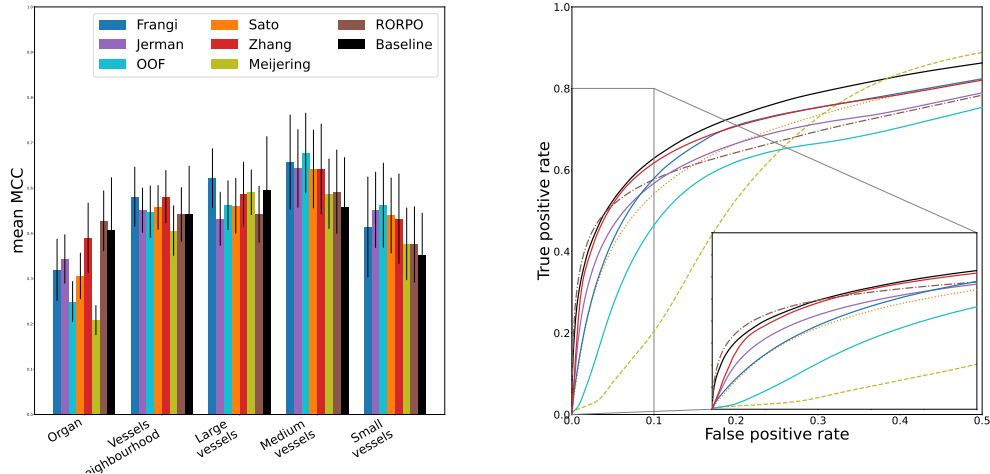 Frangi
Jerman
OOF
Sato
Zhang
Meijering
RORPO
Baseline
mean MCC
Organ
Vessels
eighbourhood
Large
vessels
Medium
vessels
Small
vessels
1.0
0.8
0.6
0.4
0.2
0.0
True positive rate
0.0
0.1
0.2
0.3
0.4
0.5
False positive rate